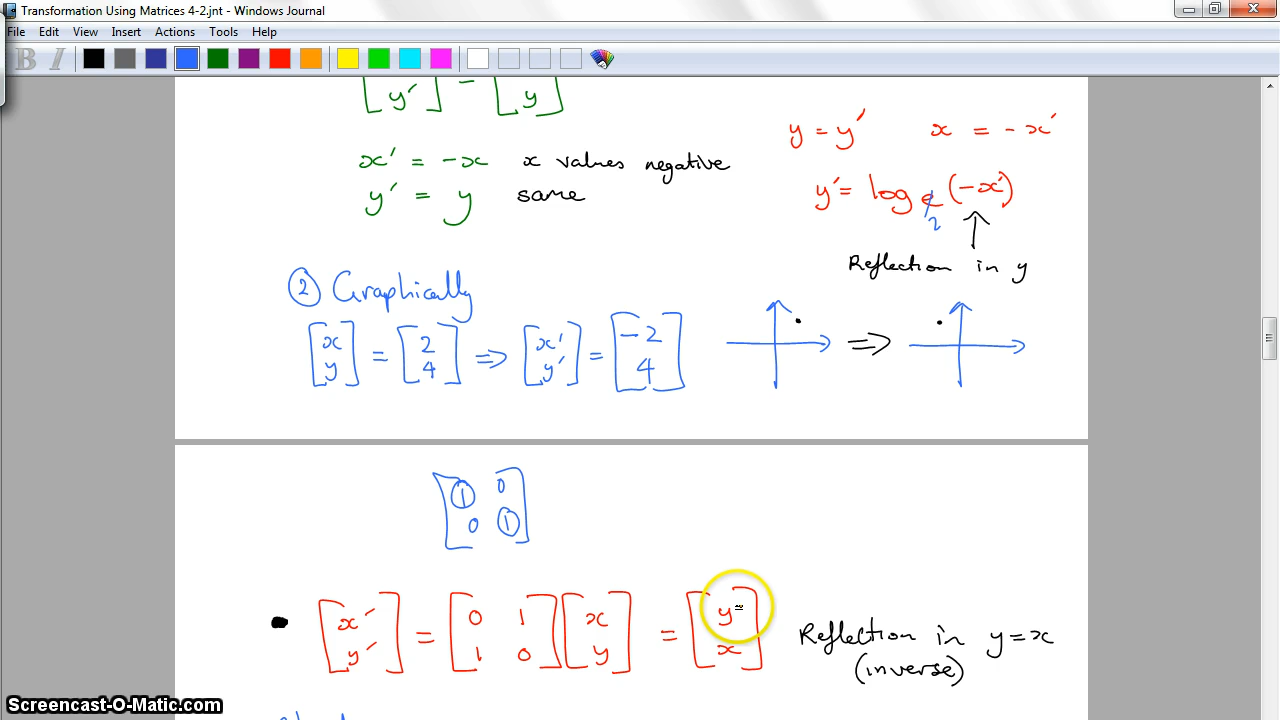 Transformation Using Matrices 4-2.jnt - Windows Journal
File Edit View Insert Actions Tools Help
B I
[y′] = [y]
y = y′ x = -x′
x′ = -x x values negative
y′ = y same
y′ = log e 2 (-x′)
Reflection in y
② Graphically
[x y] = [2 4] ⇒ [x′ y′] = [-2 4] ⇒
[1 0
0 1]
• [x′ y′] = [0 1 1 0] [x y] = [y x] Reflection in y=x
(inverse)
Screencast-O-Matic.com